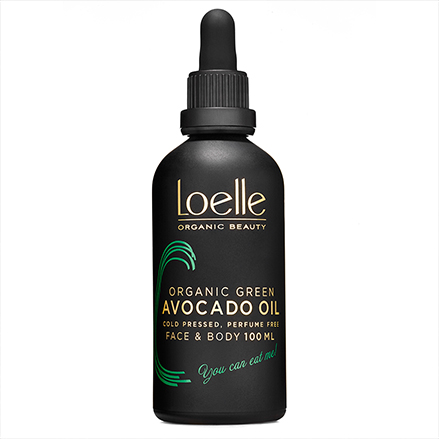 Loelle
ORGANIC BEAUTY
ORGANIC GREEN
AVOCADO OIL
COLD PRESSED, PERFUME FREE
FACE & BODY 100 ML
You can eat me!